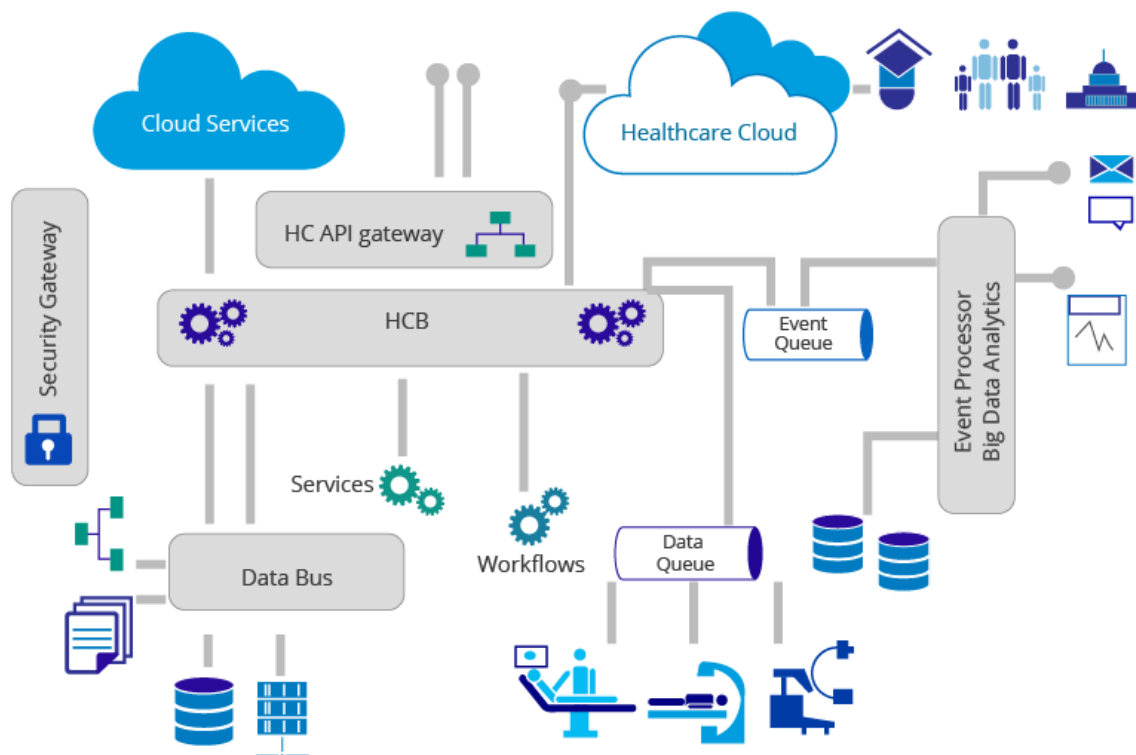 Cloud Services
Healthcare Cloud
Security Gateway
HC API gateway
HCB
Event
Queue
Event Processor
Big Data Analytics
Services
Workflows
Data
Queue
Data Bus